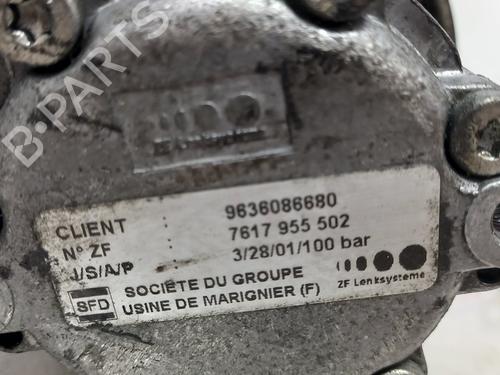 B-PARTS
CLIENT 9636086680
N° ZF 7617 955 502
J/S/A/P 3/28/01/100 bar
SFD SOCIÉTÉ DU GROUPE
USINE DE MARIGNIER (F)
ZF Lenksysteme